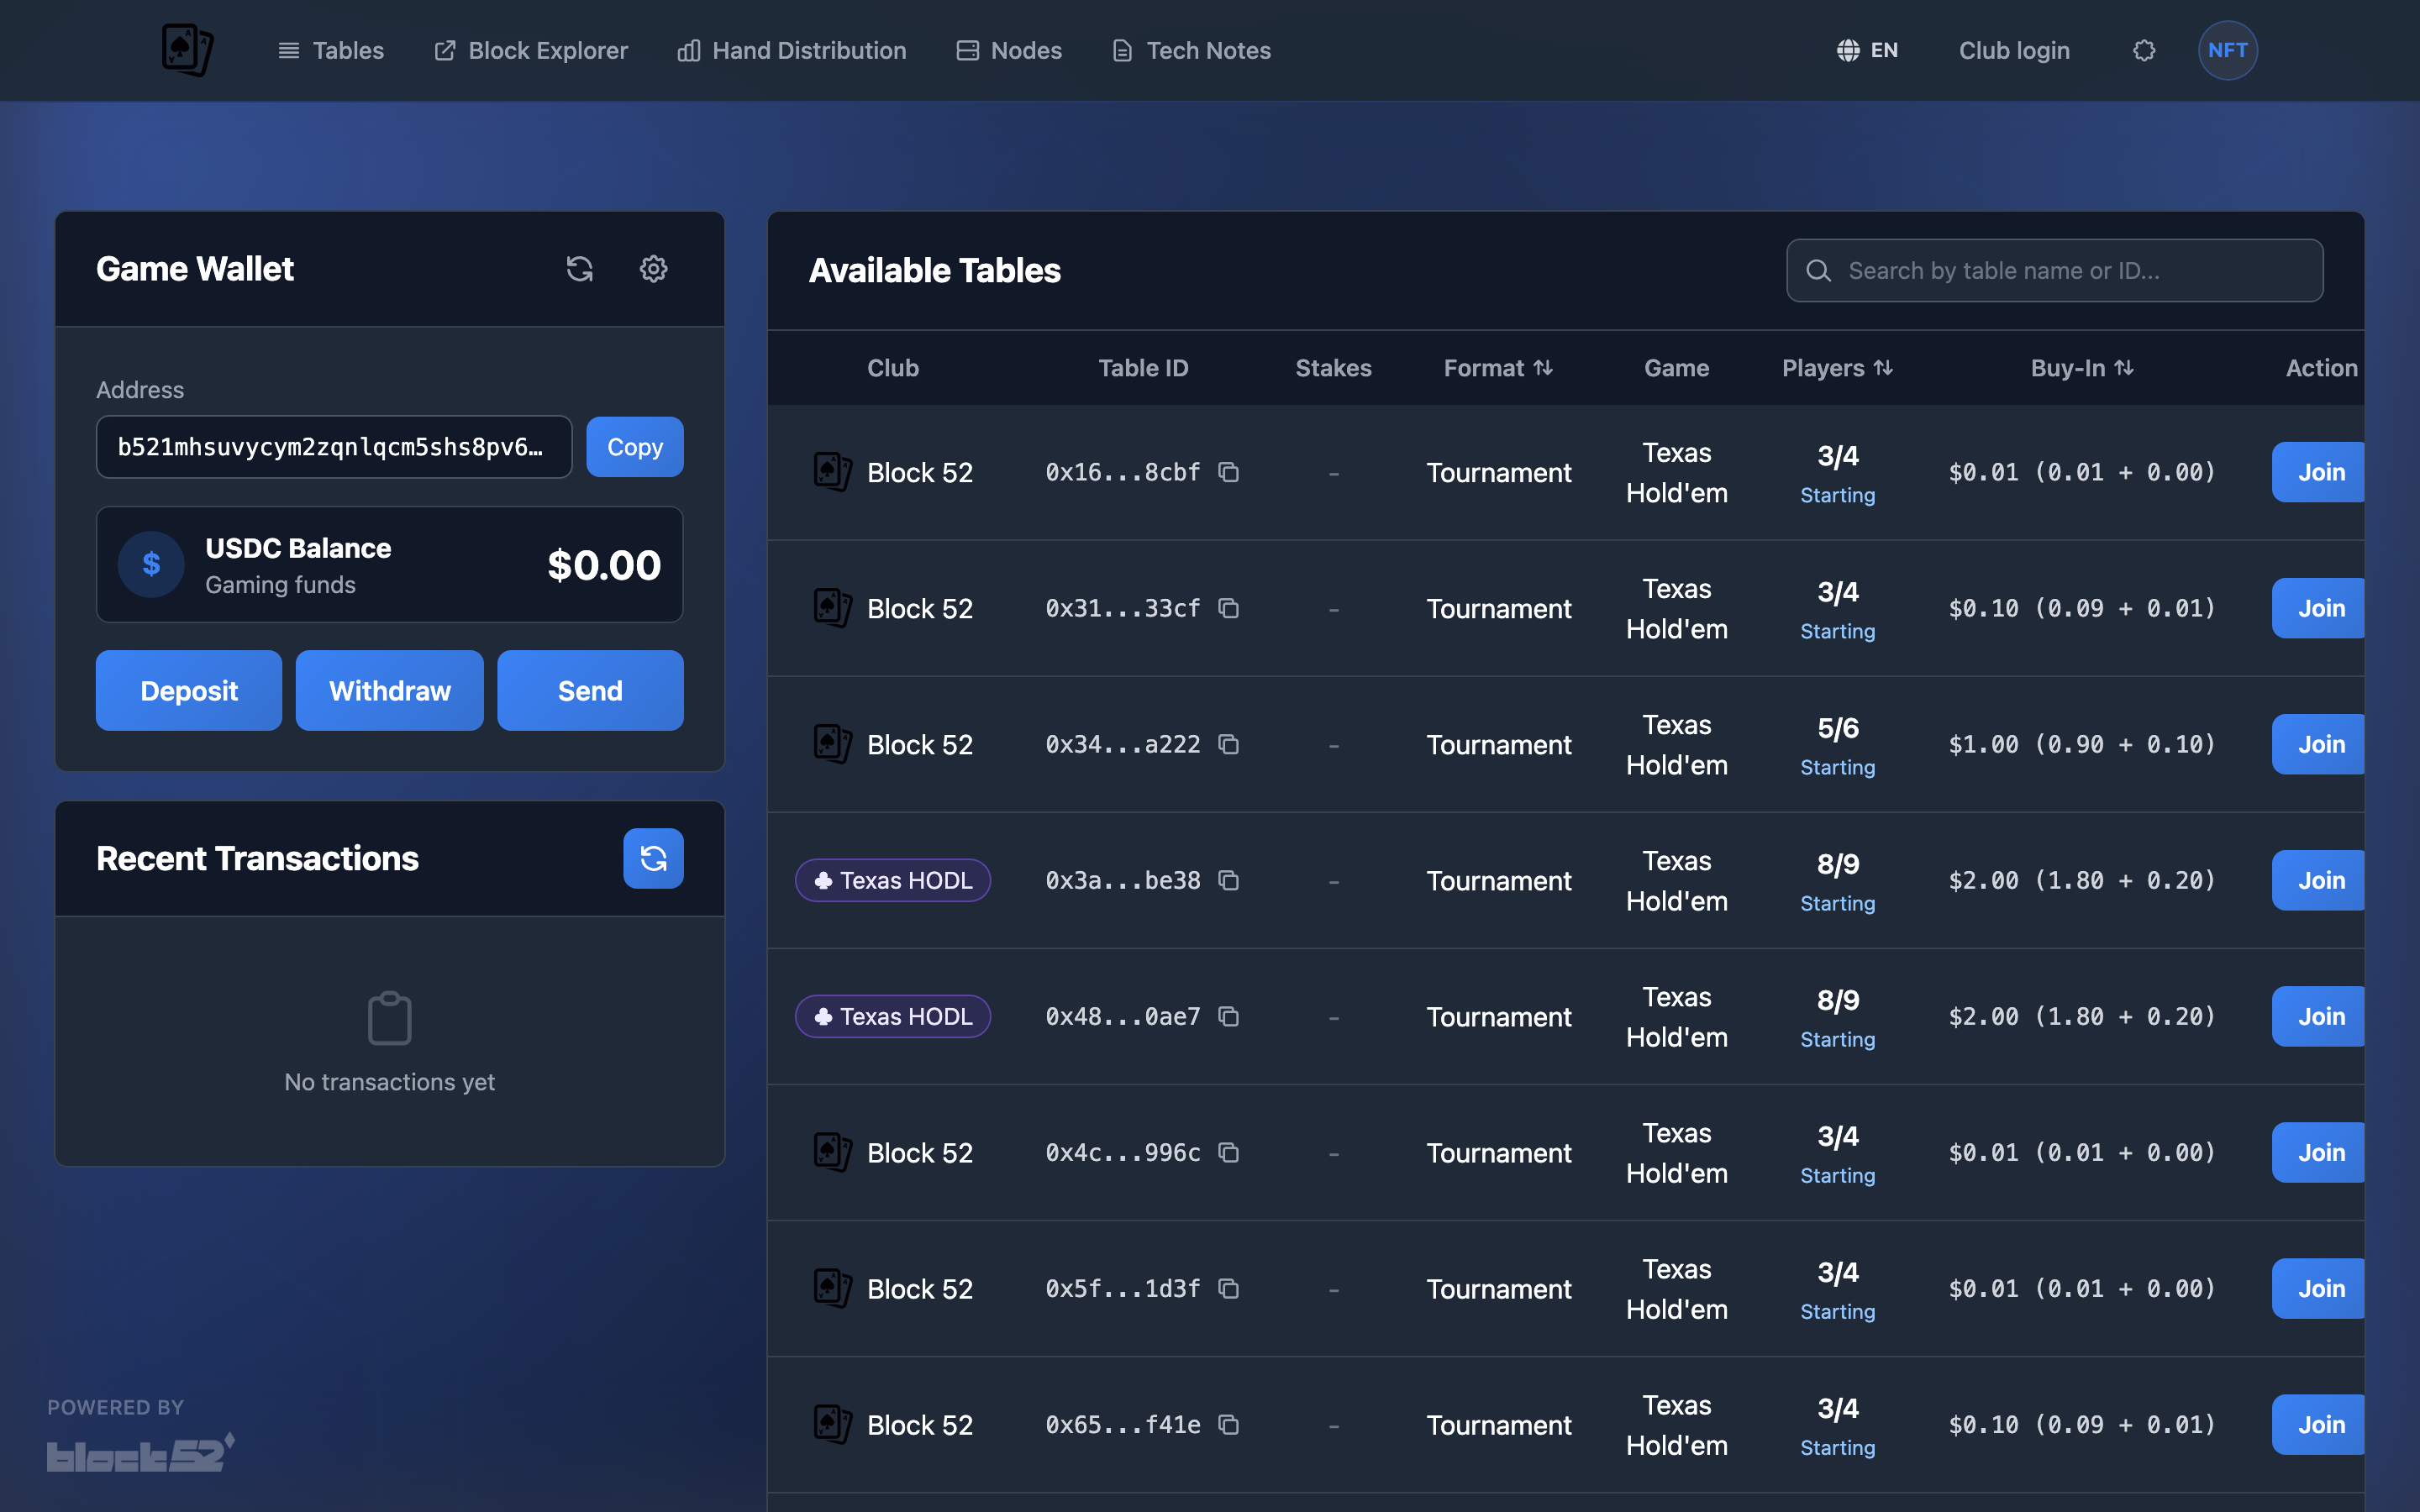 Tables
Block Explorer
Hand Distribution
Nodes
Tech Notes
EN
Club login
NFT
Game Wallet
Address
b521mhsuvycym2zqnlqcm5shs8pv6…
Copy
$
USDC Balance
Gaming funds
$0.00
Deposit
Withdraw
Send
Recent Transactions
No transactions yet
POWERED BY
block52
Available Tables
Search by table name or ID...
Club Table ID Stakes Format Game Players Buy-In Action
Block 52 0x16...8cbf - Tournament Texas Hold'em 3/4 Starting $0.01 (0.01 + 0.00) Join
Block 52 0x31...33cf - Tournament Texas Hold'em 3/4 Starting $0.10 (0.09 + 0.01) Join
Block 52 0x34...a222 - Tournament Texas Hold'em 5/6 Starting $1.00 (0.90 + 0.10) Join
Texas HODL 0x3a...be38 - Tournament Texas Hold'em 8/9 Starting $2.00 (1.80 + 0.20) Join
Texas HODL 0x48...0ae7 - Tournament Texas Hold'em 8/9 Starting $2.00 (1.80 + 0.20) Join
Block 52 0x4c...996c - Tournament Texas Hold'em 3/4 Starting $0.01 (0.01 + 0.00) Join
Block 52 0x5f...1d3f - Tournament Texas Hold'em 3/4 Starting $0.01 (0.01 + 0.00) Join
Block 52 0x65...f41e - Tournament Texas Hold'em 3/4 Starting $0.10 (0.09 + 0.01) Join